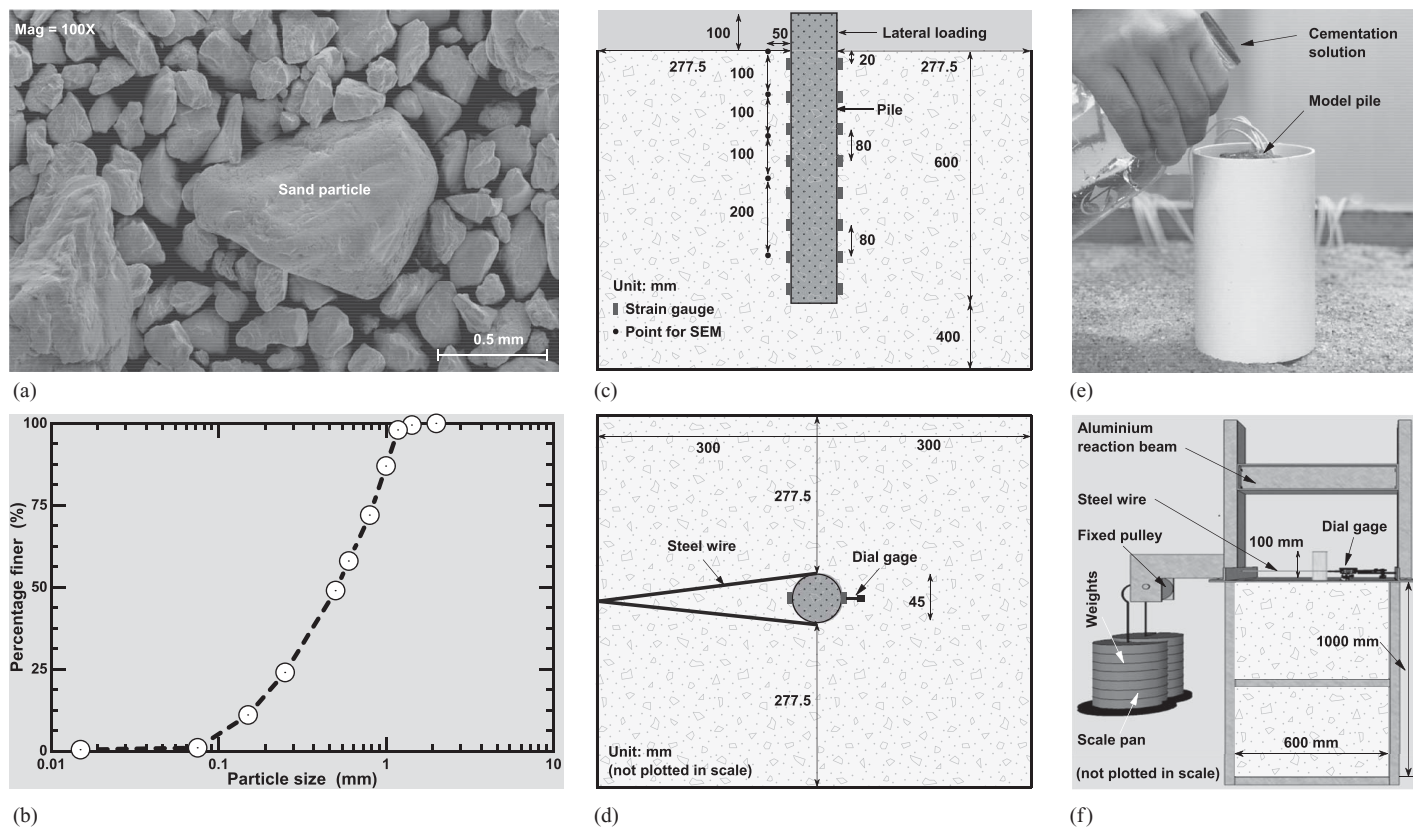 Mag = 100X
Sand particle
0.5 mm
(a)
100
75
50
25
0
Percentage finer (%)
0.01
0.1
1
10
Particle size (mm)
(b)
100
50
Lateral loading
277.5
20
277.5
100
100
Pile
100
80
600
200
80
Unit: mm
Strain gauge
Point for SEM
400
(c)
300
300
277.5
Steel wire
Dial gage
45
277.5
Unit: mm
(not plotted in scale)
(d)
Cementation
solution
Model pile
(e)
Aluminium
reaction beam
Steel wire
Fixed pulley
100 mm
Dial gage
Weights
1000 mm
Scale pan
600 mm
(not plotted in scale)
(f)